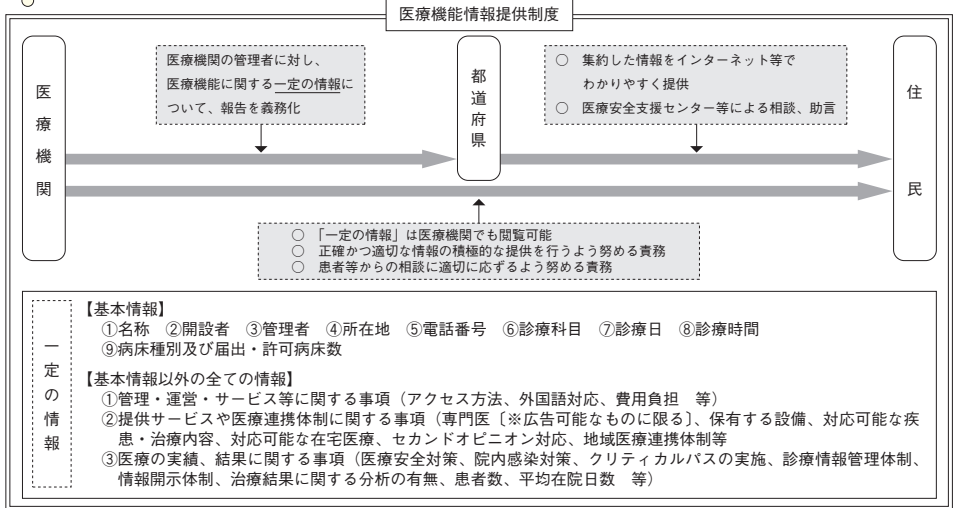 医療機能情報提供制度
医療機関
医療機関の管理者に対し、
医療機能に関する一定の情報に
ついて、報告を義務化
都道府県
○ 集約した情報をインターネット等で
わかりやすく提供
○ 医療安全支援センター等による相談、助言
住民
○ 「一定の情報」は医療機関でも閲覧可能
○ 正確かつ適切な情報の積極的な提供を行うよう努める責務
○ 患者等からの相談に適切に応ずるよう努める責務
一定の情報
【基本情報】
①名称 ②開設者 ③管理者 ④所在地 ⑤電話番号 ⑥診療科目 ⑦診療日 ⑧診療時間
⑨病床種別及び届出・許可病床数
【基本情報以外の全ての情報】
①管理・運営・サービス等に関する事項（アクセス方法、外国語対応、費用負担 等）
②提供サービスや医療連携体制に関する事項（専門医〔※広告可能なものに限る〕、保有する設備、対応可能な疾
患・治療内容、対応可能な在宅医療、セカンドオピニオン対応、地域医療連携体制等
③医療の実績、結果に関する事項（医療安全対策、院内感染対策、クリティカルパスの実施、診療情報管理体制、
情報開示体制、治療結果に関する分析の有無、患者数、平均在院日数 等）